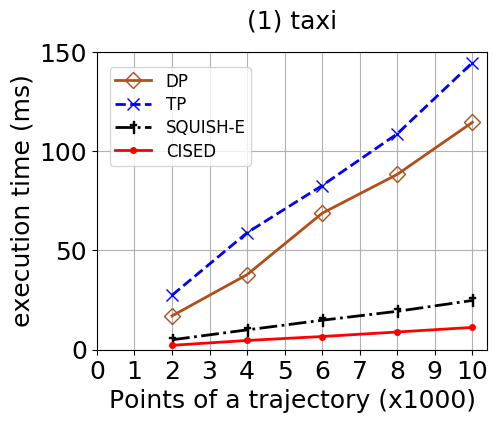 (1) taxi
150
100
50
0
execution time (ms)
DP
TP
SQUISH-E
CISED
0 1 2 3 4 5 6 7 8 9 10
Points of a trajectory (x1000)